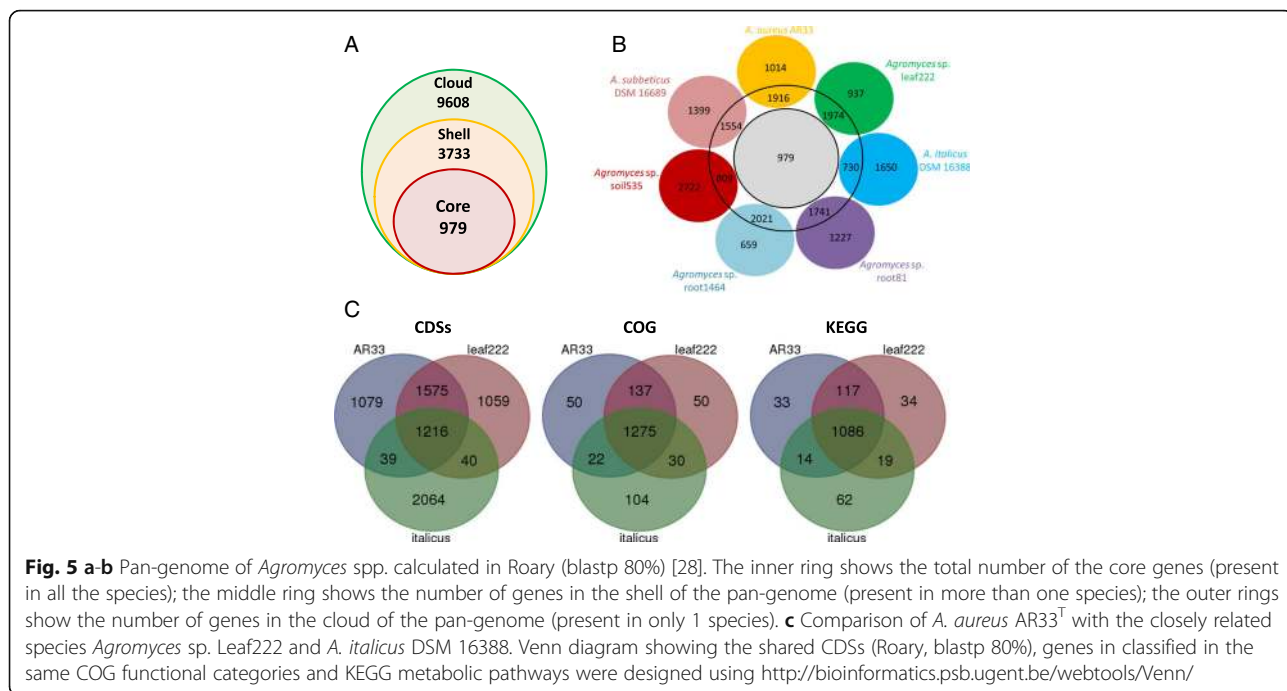 A
Cloud
9608
Shell
3733
Core
979
B
A. aureus AR33
1014
1916
Agromyces sp.
leaf222
937
1974
A. italicus
DSM 16388
730
1650
1741
1227
Agromyces sp.
root81
2021
659
Agromyces sp.
root1464
Agromyces sp.
soil535
2722
A. subbeticus
DSM 16689
1399
1554
979
C
CDSs
AR33
leaf222
1079
1575
1059
1216
39
40
2064
italicus
COG
AR33
leaf222
50
137
50
1275
22
30
104
italicus
KEGG
AR33
leaf222
33
117
34
1086
14
19
62
italicus
Fig. 5 a-b Pan-genome of Agromyces spp. calculated in Roary (blastp 80%) [28]. The inner ring shows the total number of the core genes (present
in all the species); the middle ring shows the number of genes in the shell of the pan-genome (present in more than one species); the outer rings
show the number of genes in the cloud of the pan-genome (present in only 1 species). c Comparison of A. aureus AR33T with the closely related
species Agromyces sp. Leaf222 and A. italicus DSM 16388. Venn diagram showing the shared CDSs (Roary, blastp 80%), genes in classified in the
same COG functional categories and KEGG metabolic pathways were designed using http://bioinformatics.psb.ugent.be/webtools/Venn/